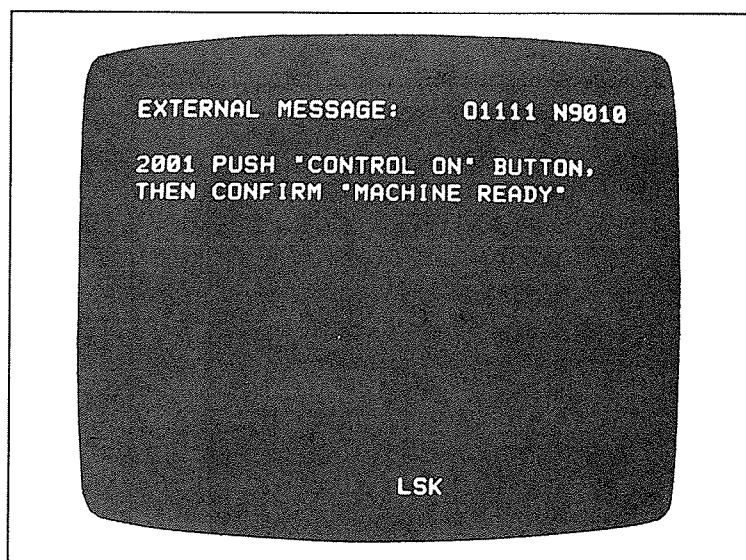 EXTERNAL MESSAGE: O1111 N9010
2001 PUSH "CONTROL ON" BUTTON,
THEN CONFIRM "MACHINE READY"
LSK